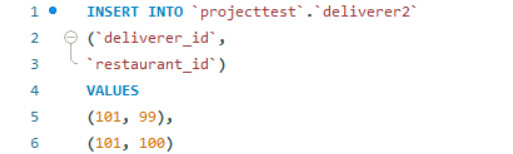 1 INSERT INTO `projecttest`.`deliverer2`
2 (`deliverer_id`,
3 `restaurant_id`)
4 VALUES
5 (101, 99),
6 (101, 100)